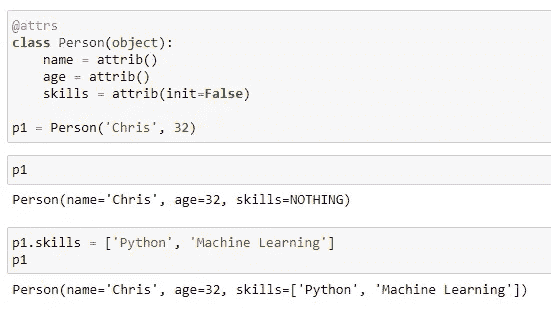 @attrs
class Person(object):
    name = attrib()
    age = attrib()
    skills = attrib(init=False)
p1 = Person('Chris', 32)
p1
Person(name='Chris', age=32, skills=NOTHING)
p1.skills = ['Python', 'Machine Learning']
p1
Person(name='Chris', age=32, skills=['Python', 'Machine Learning'])